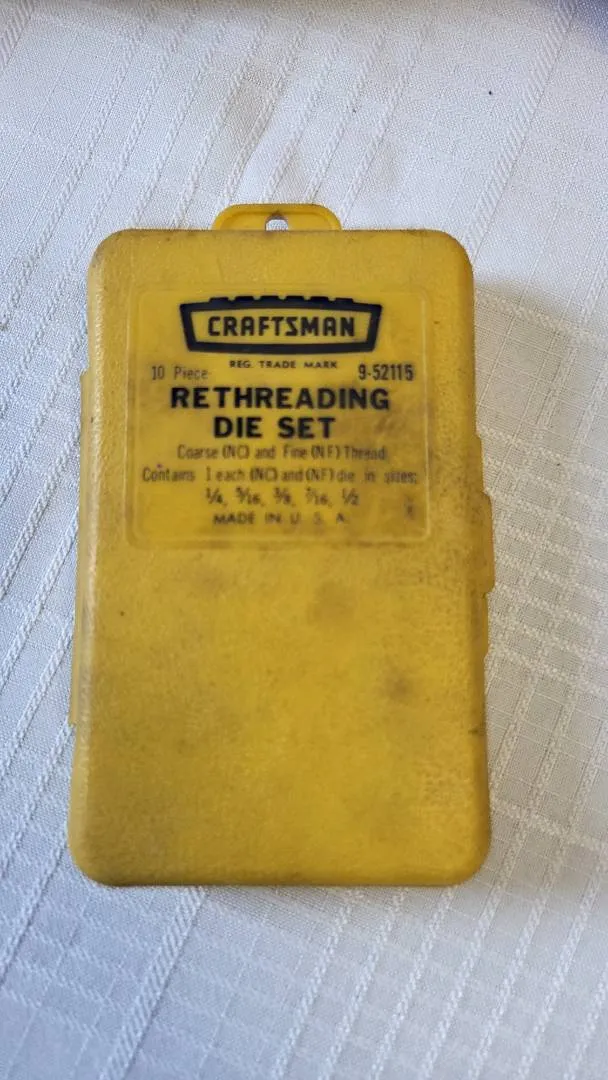 CRAFTSMAN
REG. TRADE MARK
10 Piece 9-52115
RETHREADING
DIE SET
Coarse (NC) and Fine (NF) Thread
Contains 1 each (NC) and (NF) die in sizes;
1/4, 5/16, 3/8, 7/16, 1/2
MADE IN U. S. A.